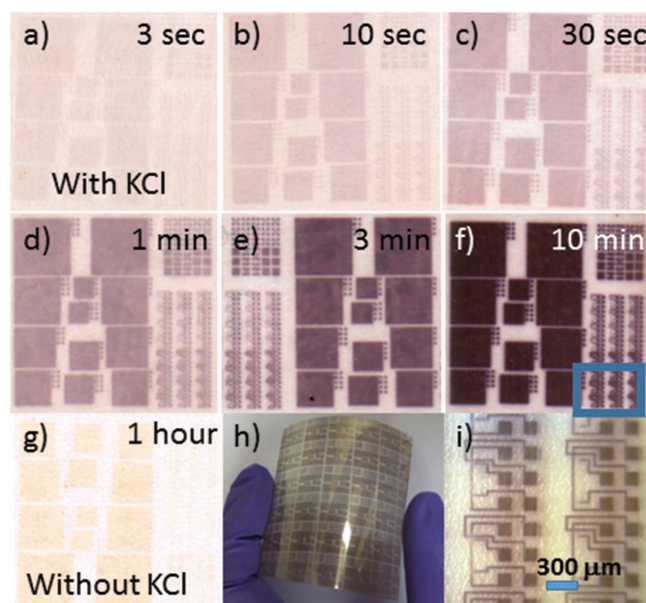 a) 3 sec
b) 10 sec
c) 30 sec
With KCl
d) 1 min
e) 3 min
f) 10 min
g) 1 hour
h)
i)
Without KCl
300 μm